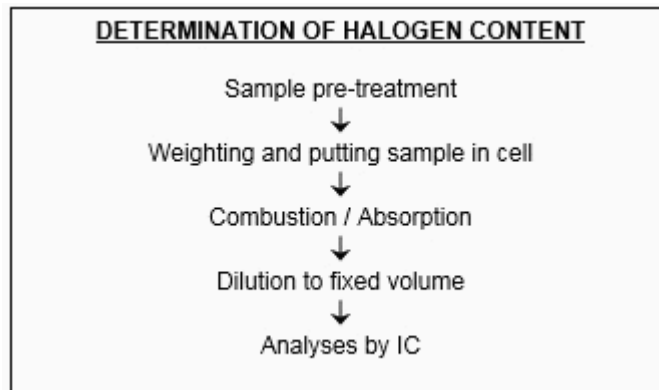 DETERMINATION OF HALOGEN CONTENT
Sample pre-treatment
↓
Weighting and putting sample in cell
↓
Combustion / Absorption
↓
Dilution to fixed volume
↓
Analyses by IC